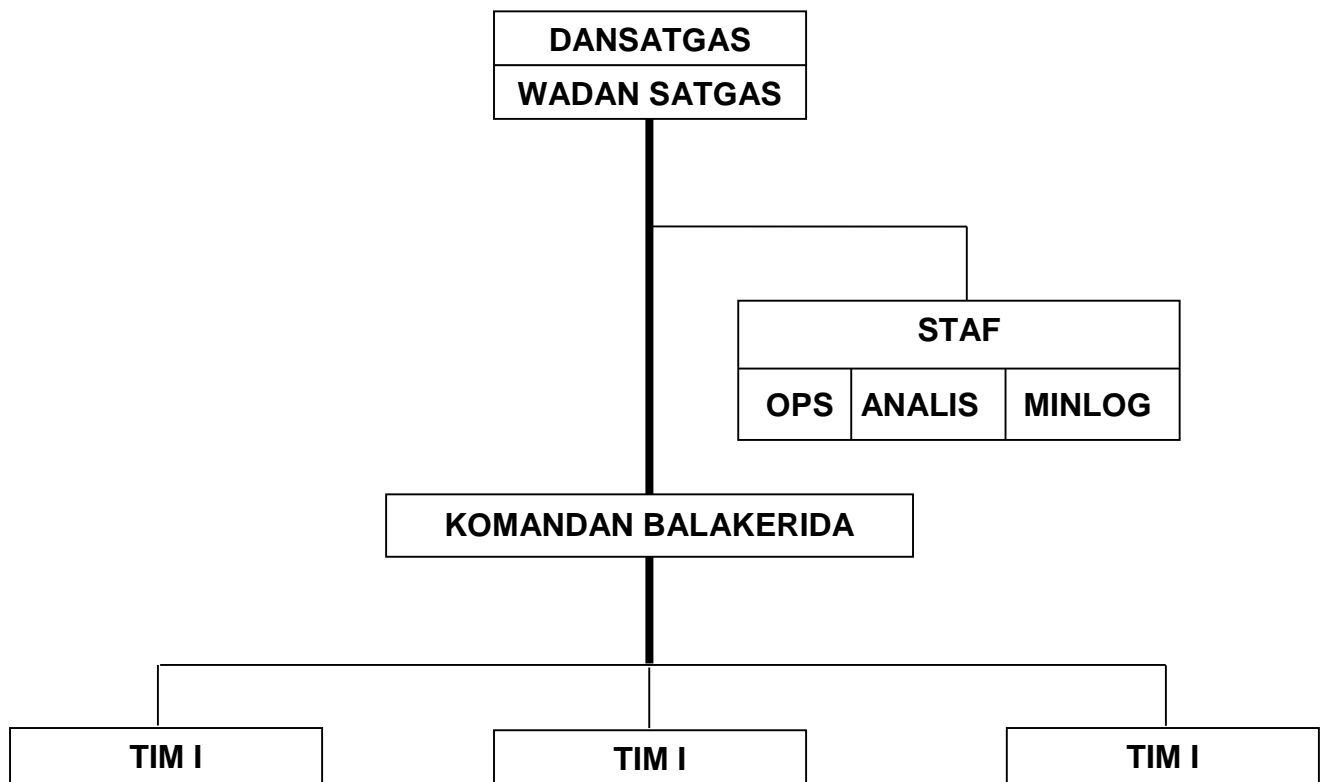 DANSATGAS
WADAN SATGAS
STAF
OPS ANALIS MINLOG
KOMANDAN BALAKERIDA
TIM I TIM I TIM I